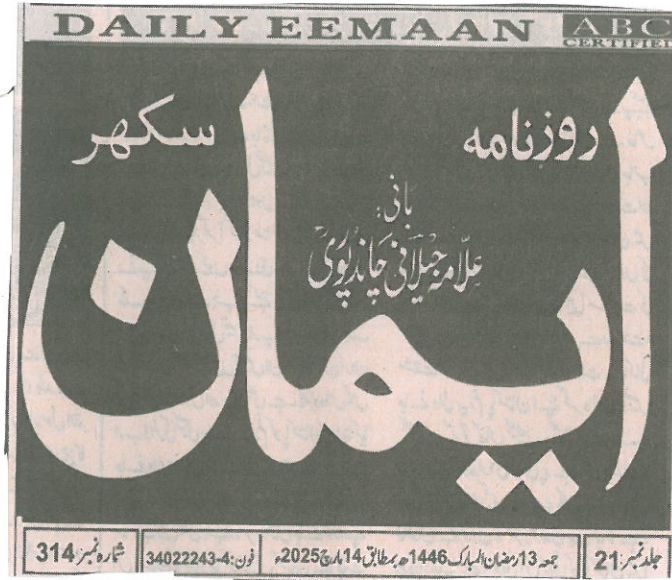 DAILY EEMAAN
ABC
CERTIFIED
روزنامہ
سکھر
ایمان
بانی:
علامہ جیلانی چاندپوری
جلد نمبر: 21
جمعہ 13 رمضان المبارک 1446ھ بمطابق 14 مارچ 2025ء
فون: 4-34022243
شمارہ نمبر: 314